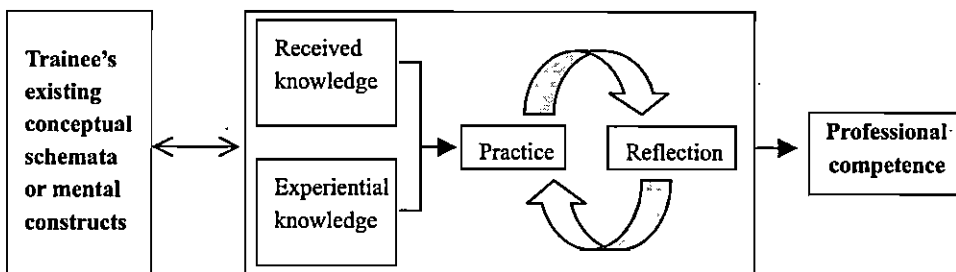 Trainee's
existing
conceptual
schemata
or mental
constructs
Received
knowledge
Experiential
knowledge
Practice
Reflection
Professional
competence